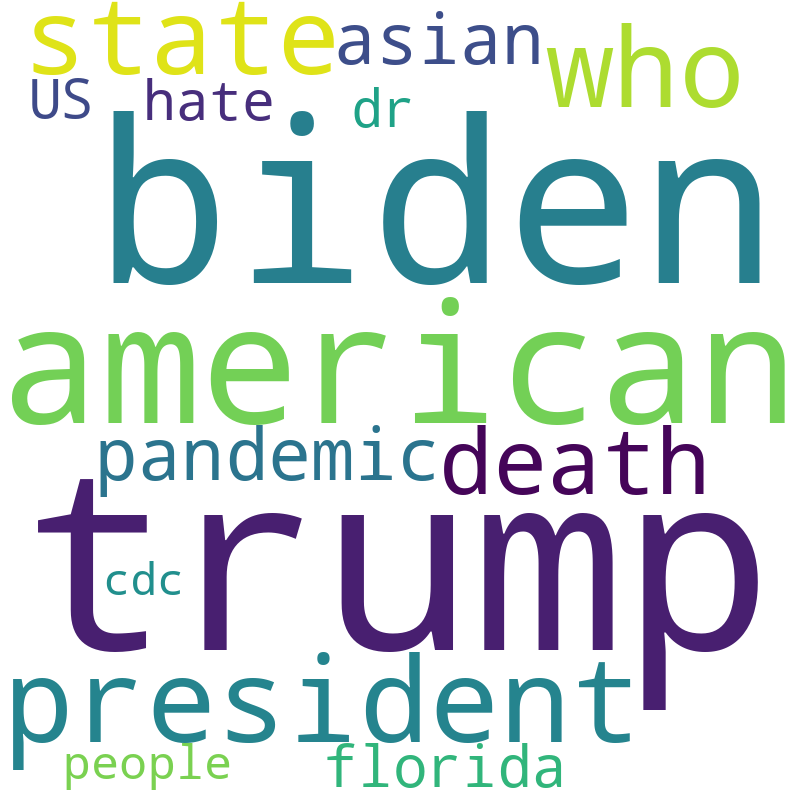 state asian who
US hate dr
biden
american
pandemic death
trump
cdc
president
people florida